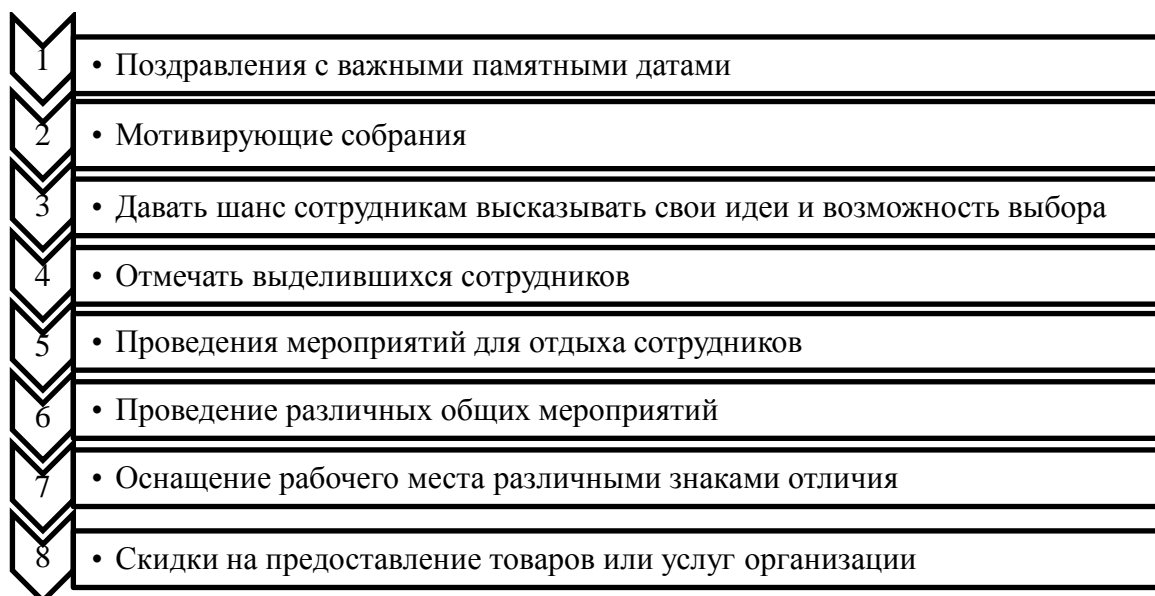 1 • Поздравления с важными памятными датами
2 • Мотивирующие собрания
3 • Давать шанс сотрудникам высказывать свои идеи и возможность выбора
4 • Отмечать выделившихся сотрудников
5 • Проведения мероприятий для отдыха сотрудников
6 • Проведение различных общих мероприятий
7 • Оснащение рабочего места различными знаками отличия
8 • Скидки на предоставление товаров или услуг организации